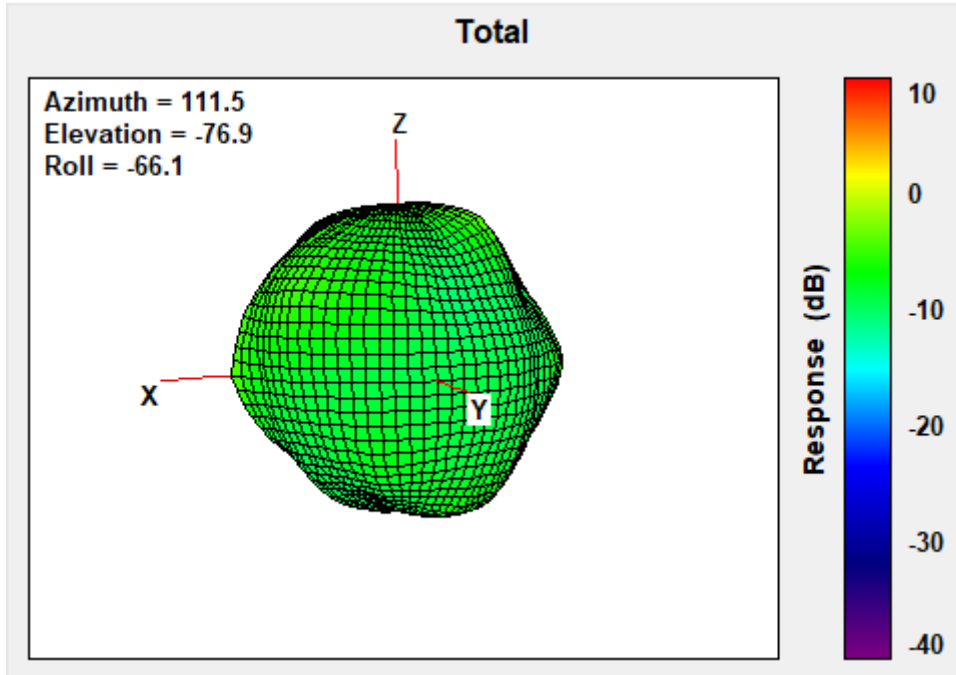 Total
Azimuth = 111.5
Elevation = -76.9
Roll = -66.1
Z
X
Y
10
0
-10
-20
-30
-40
Response (dB)